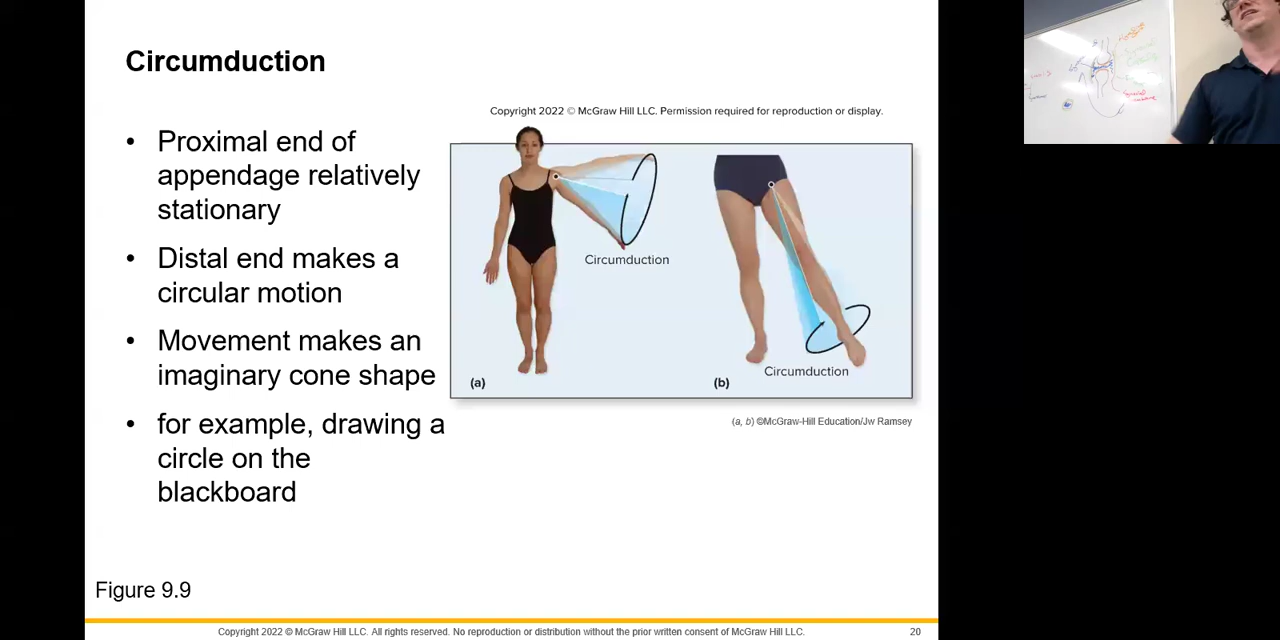 Circumduction
Copyright 2022 © McGraw Hill LLC. Permission required for reproduction or display.
• Proximal end of
appendage relatively
stationary
• Distal end makes a
circular motion
• Movement makes an
imaginary cone shape
• for example, drawing a
circle on the
blackboard
Circumduction
(a)
Circumduction
(b)
(a, b) ©McGraw-Hill Education/Jw Ramsey
Figure 9.9
Copyright 2022 © McGraw Hill LLC. All rights reserved. No reproduction or distribution without the prior written consent of McGraw Hill LLC.
20